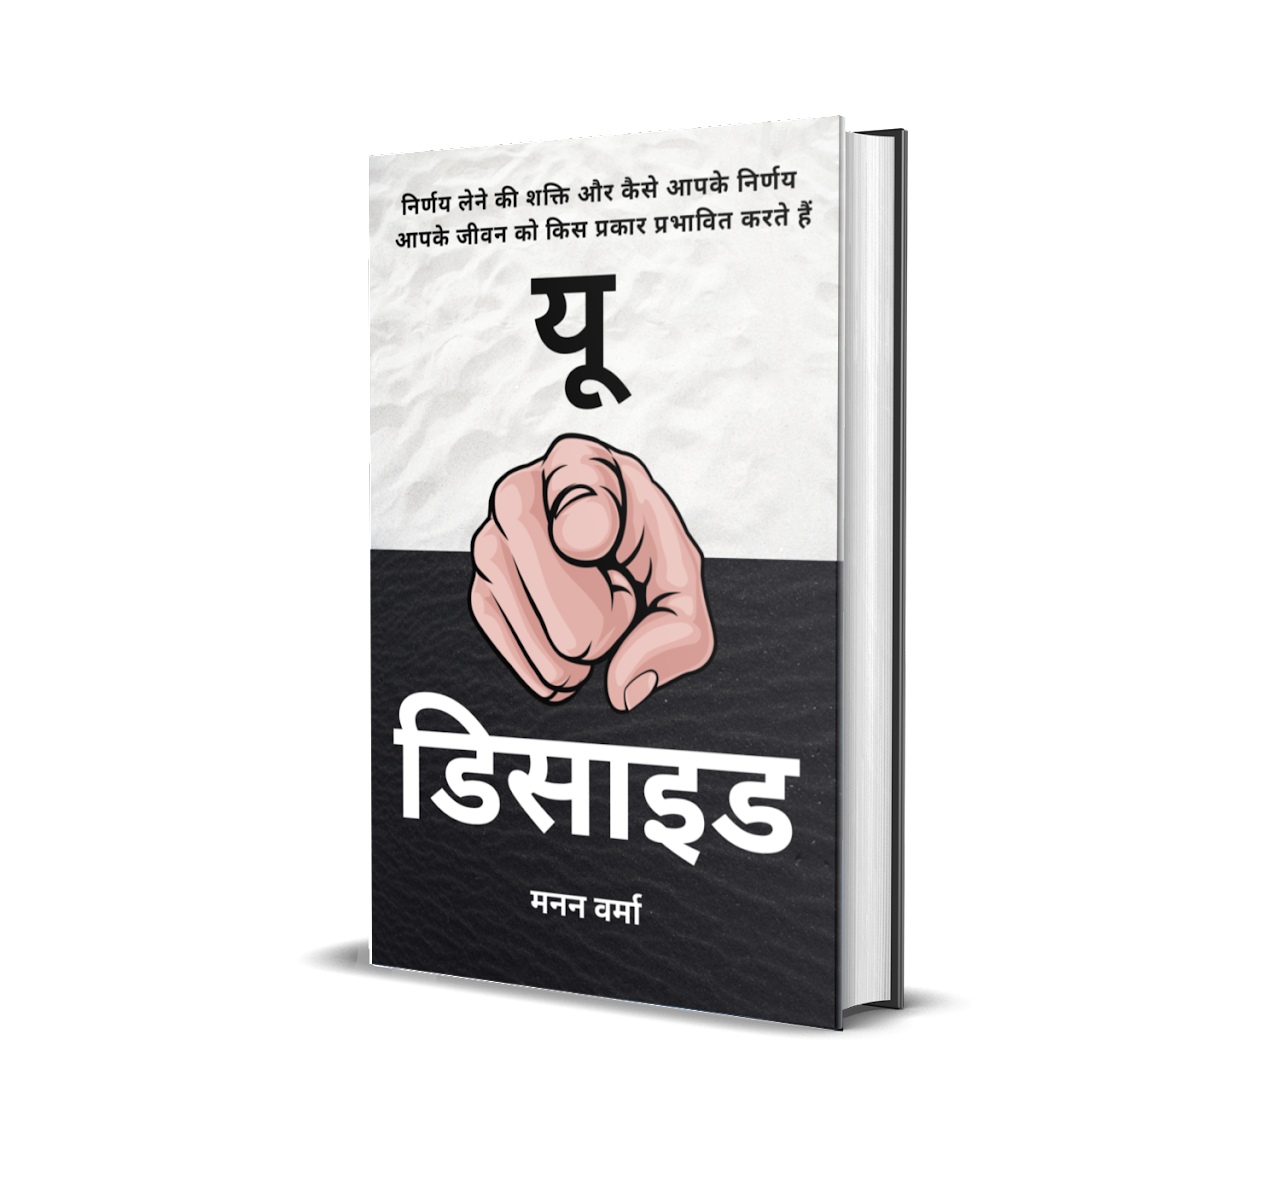 निर्णय लेने की शक्ति और कैसे आपके निर्णय
आपके जीवन को किस प्रकार प्रभावित करते हैं
यू
डिसाइड
मनन वर्मा